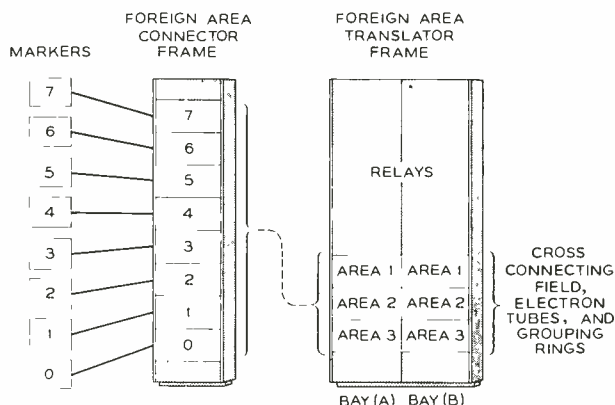 FOREIGN AREA
CONNECTOR
FRAME
FOREIGN AREA
TRANSLATOR
FRAME
MARKERS
7
6
5
4
3
2
1
0
7
6
5
4
3
2
1
0
RELAYS
AREA 1 AREA 1
AREA 2 AREA 2
AREA 3 AREA 3
CROSS
CONNECTING
FIELD,
ELECTRON
TUBES, AND
GROUPING
RINGS
BAY (A) BAY (B)